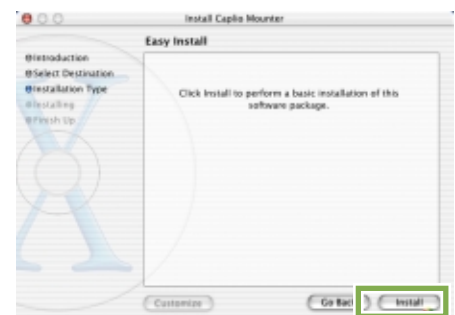 Install Caplio Mounter
Easy Install
Introduction
Select Destination
Installation Type
Installing
Finish Up
Click Install to perform a basic installation of this
software package.
Customize
Go Back
Install